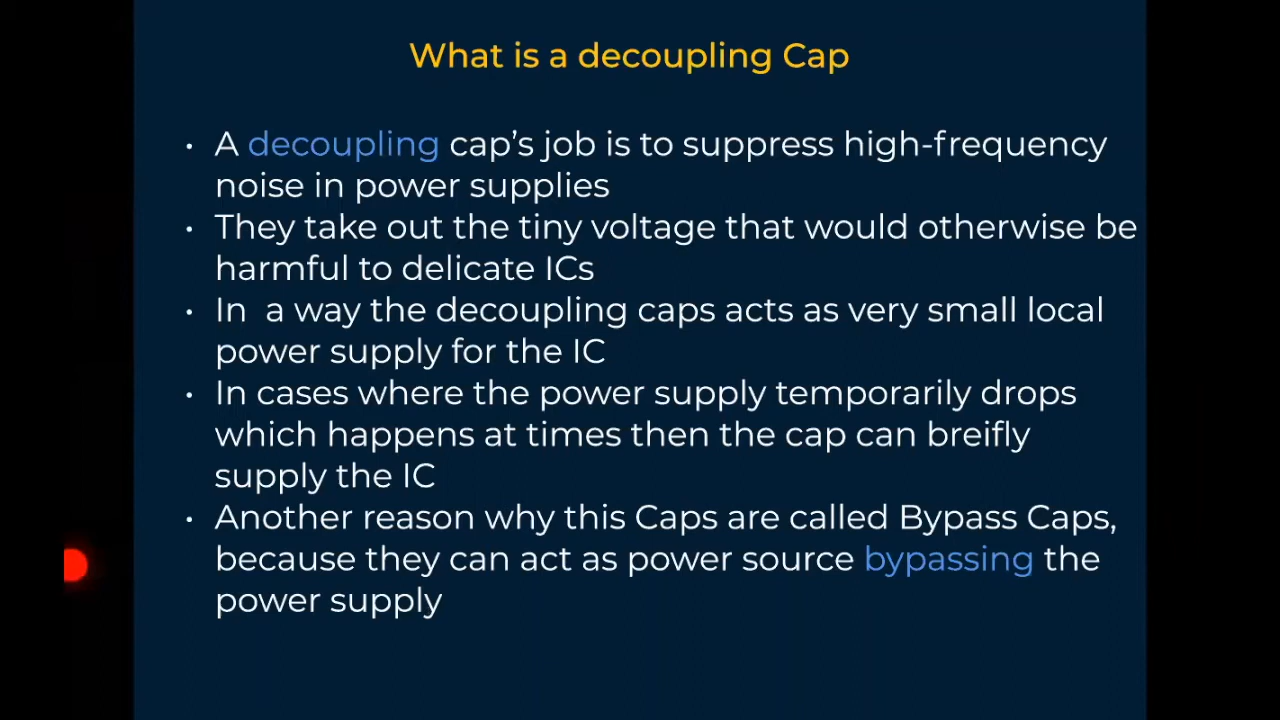 What is a decoupling Cap
• A decoupling cap’s job is to suppress high-frequency
noise in power supplies
• They take out the tiny voltage that would otherwise be
harmful to delicate ICs
• In  a way the decoupling caps acts as very small local
power supply for the IC
• In cases where the power supply temporarily drops
which happens at times then the cap can breifly
supply the IC
• Another reason why this Caps are called Bypass Caps,
because they can act as power source bypassing the
power supply